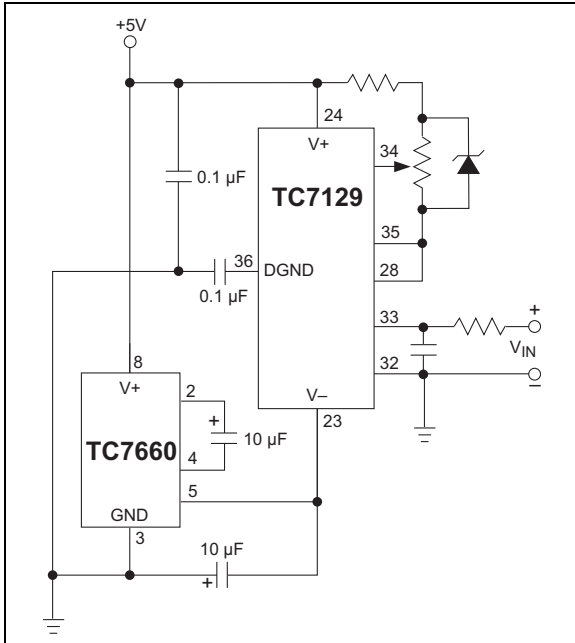 +5V
24
V+
34
0.1 µF
TC7129
35
36
DGND
28
0.1 µF
33
+
VIN
8
32
–
V+
2
V–
23
+
10 µF
TC7660
4
5
GND
3
10 µF
+